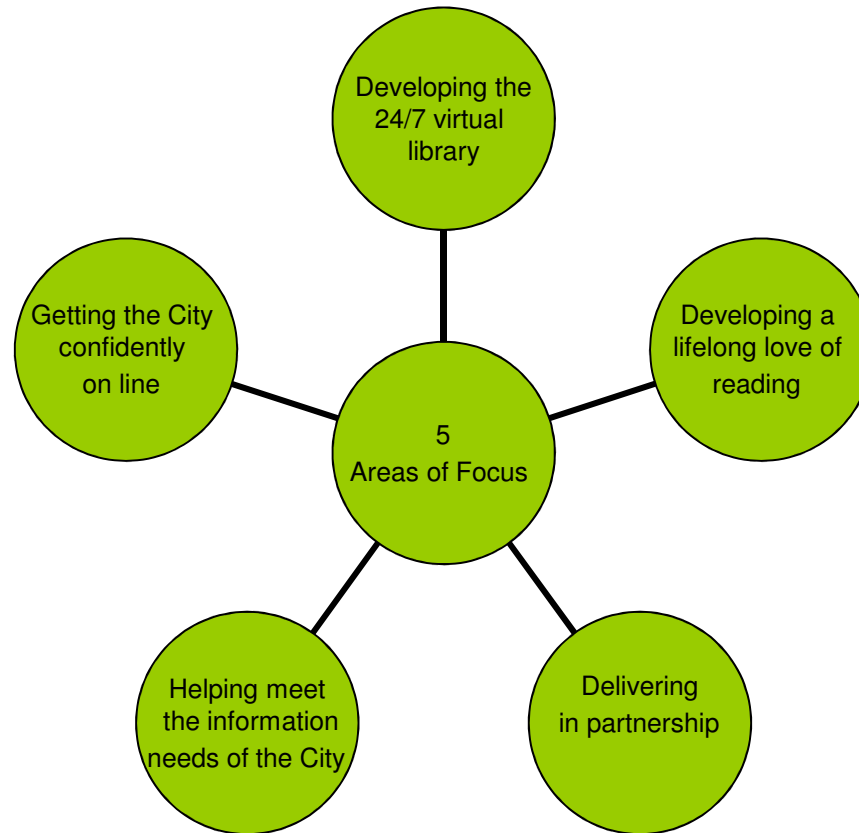 Developing the
24/7 virtual
library
Getting the City
confidently
on line
Developing a
lifelong love of
reading
5
Areas of Focus
Helping meet
the information
needs of the City
Delivering
in partnership